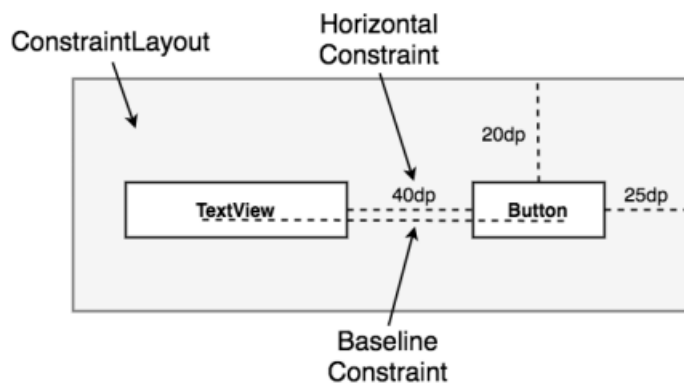 Horizontal
Constraint
ConstraintLayout
20dp
TextView
40dp
Button
25dp
Baseline
Constraint